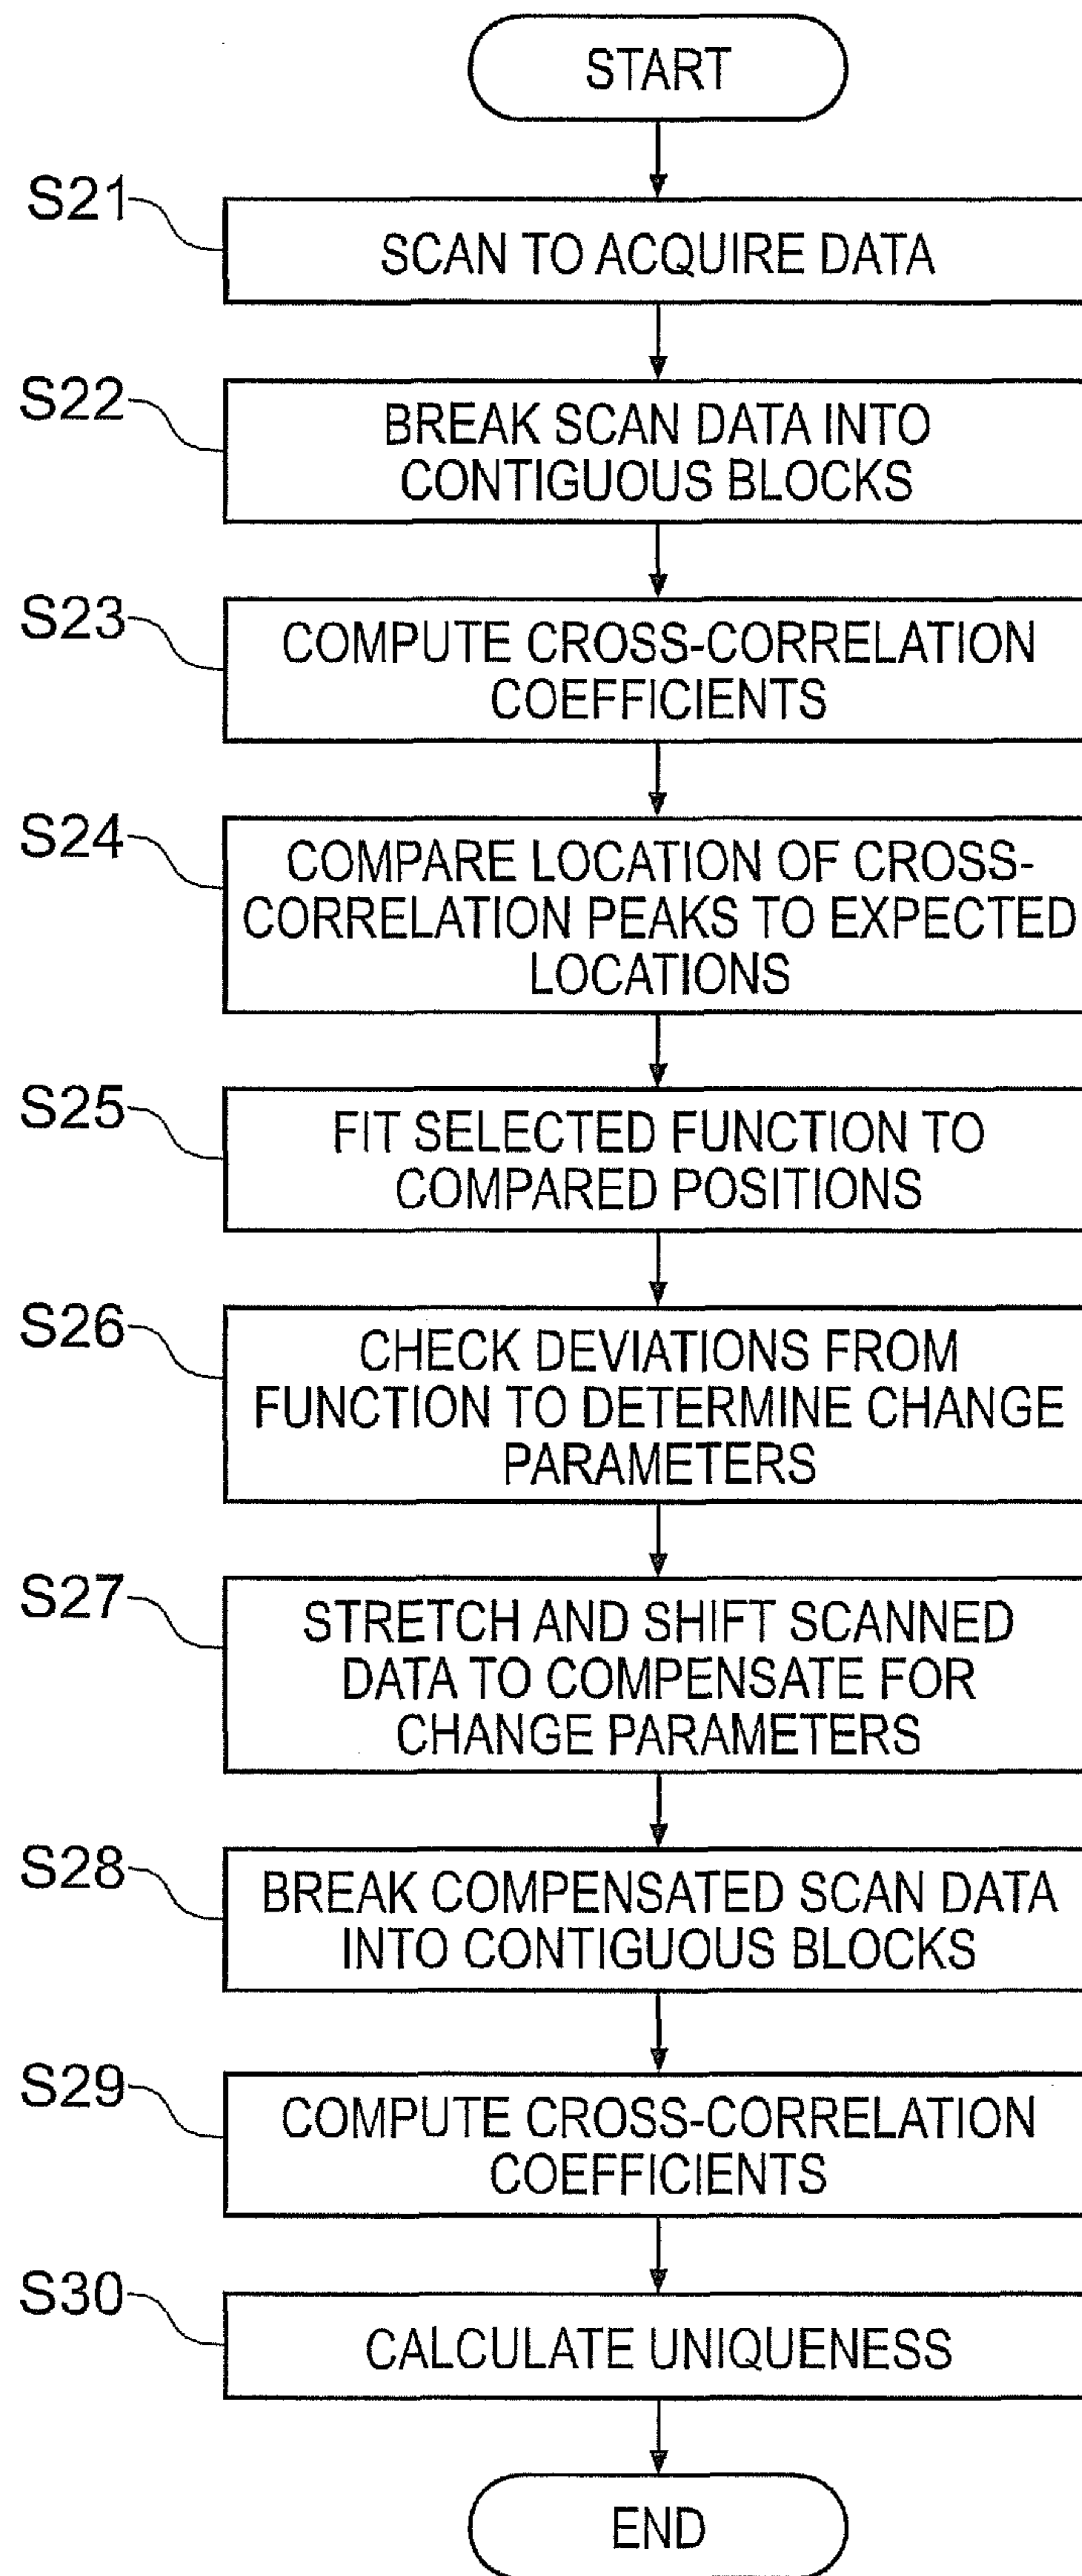 START
S21
SCAN TO ACQUIRE DATA
S22
BREAK SCAN DATA INTO
CONTIGUOUS BLOCKS
S23
COMPUTE CROSS-CORRELATION
COEFFICIENTS
S24
COMPARE LOCATION OF CROSS-
CORRELATION PEAKS TO EXPECTED
LOCATIONS
S25
FIT SELECTED FUNCTION TO
COMPARED POSITIONS
S26
CHECK DEVIATIONS FROM
FUNCTION TO DETERMINE CHANGE
PARAMETERS
S27
STRETCH AND SHIFT SCANNED
DATA TO COMPENSATE FOR
CHANGE PARAMETERS
S28
BREAK COMPENSATED SCAN DATA
INTO CONTIGUOUS BLOCKS
S29
COMPUTE CROSS-CORRELATION
COEFFICIENTS
S30
CALCULATE UNIQUENESS
END